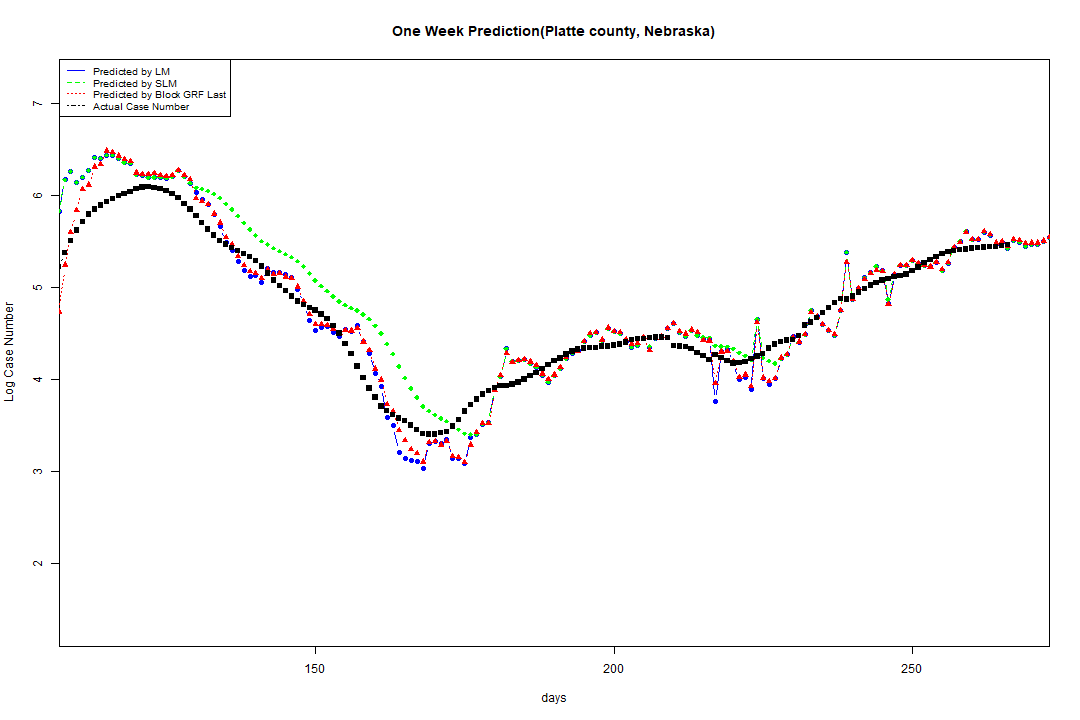 One Week Prediction(Platte county, Nebraska)
Predicted by LM
Predicted by SLM
Predicted by Block GRF Last
Actual Case Number
7
6
5
4
3
2
Log Case Number
150
200
250
days